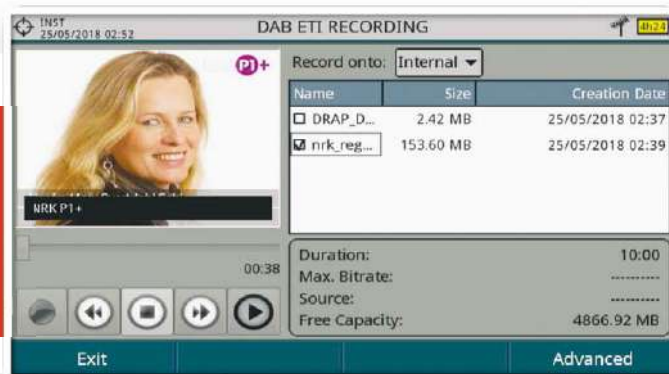 INST
25/05/2018 02:52
DAB ETI RECORDING
4h24
P1+
NRK P1+
00:38
Exit
Record onto: Internal
Name Size Creation Date
DRAP_D... 2.42 MB 25/05/2018 02:37
nrk_reg... 153.60 MB 25/05/2018 02:39
Duration: 10:00
Max. Bitrate: ----------
Source: ----------
Free Capacity: 4866.92 MB
Advanced